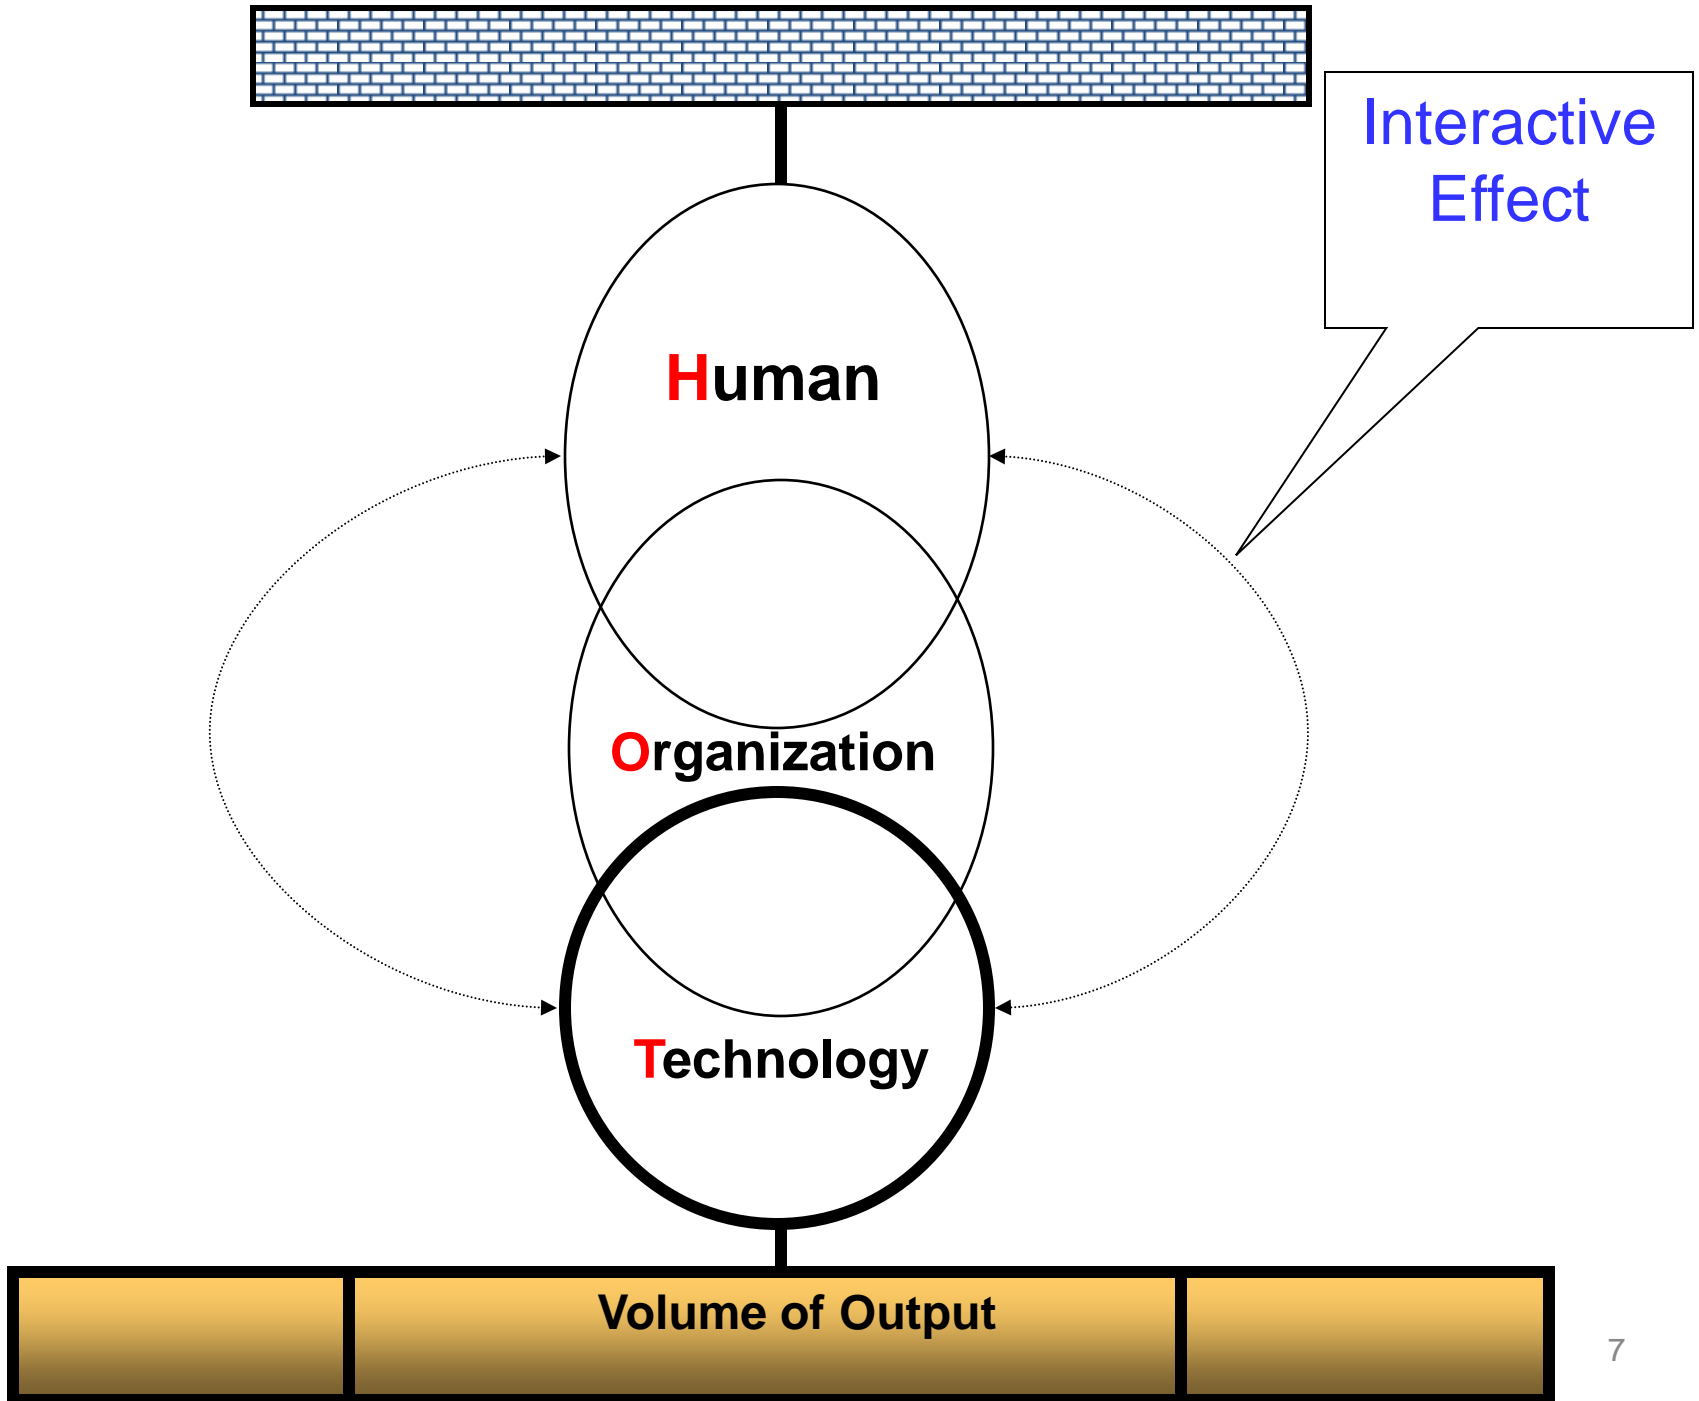 Interactive
Effect
Human
Organization
Technology
Volume of Output
7